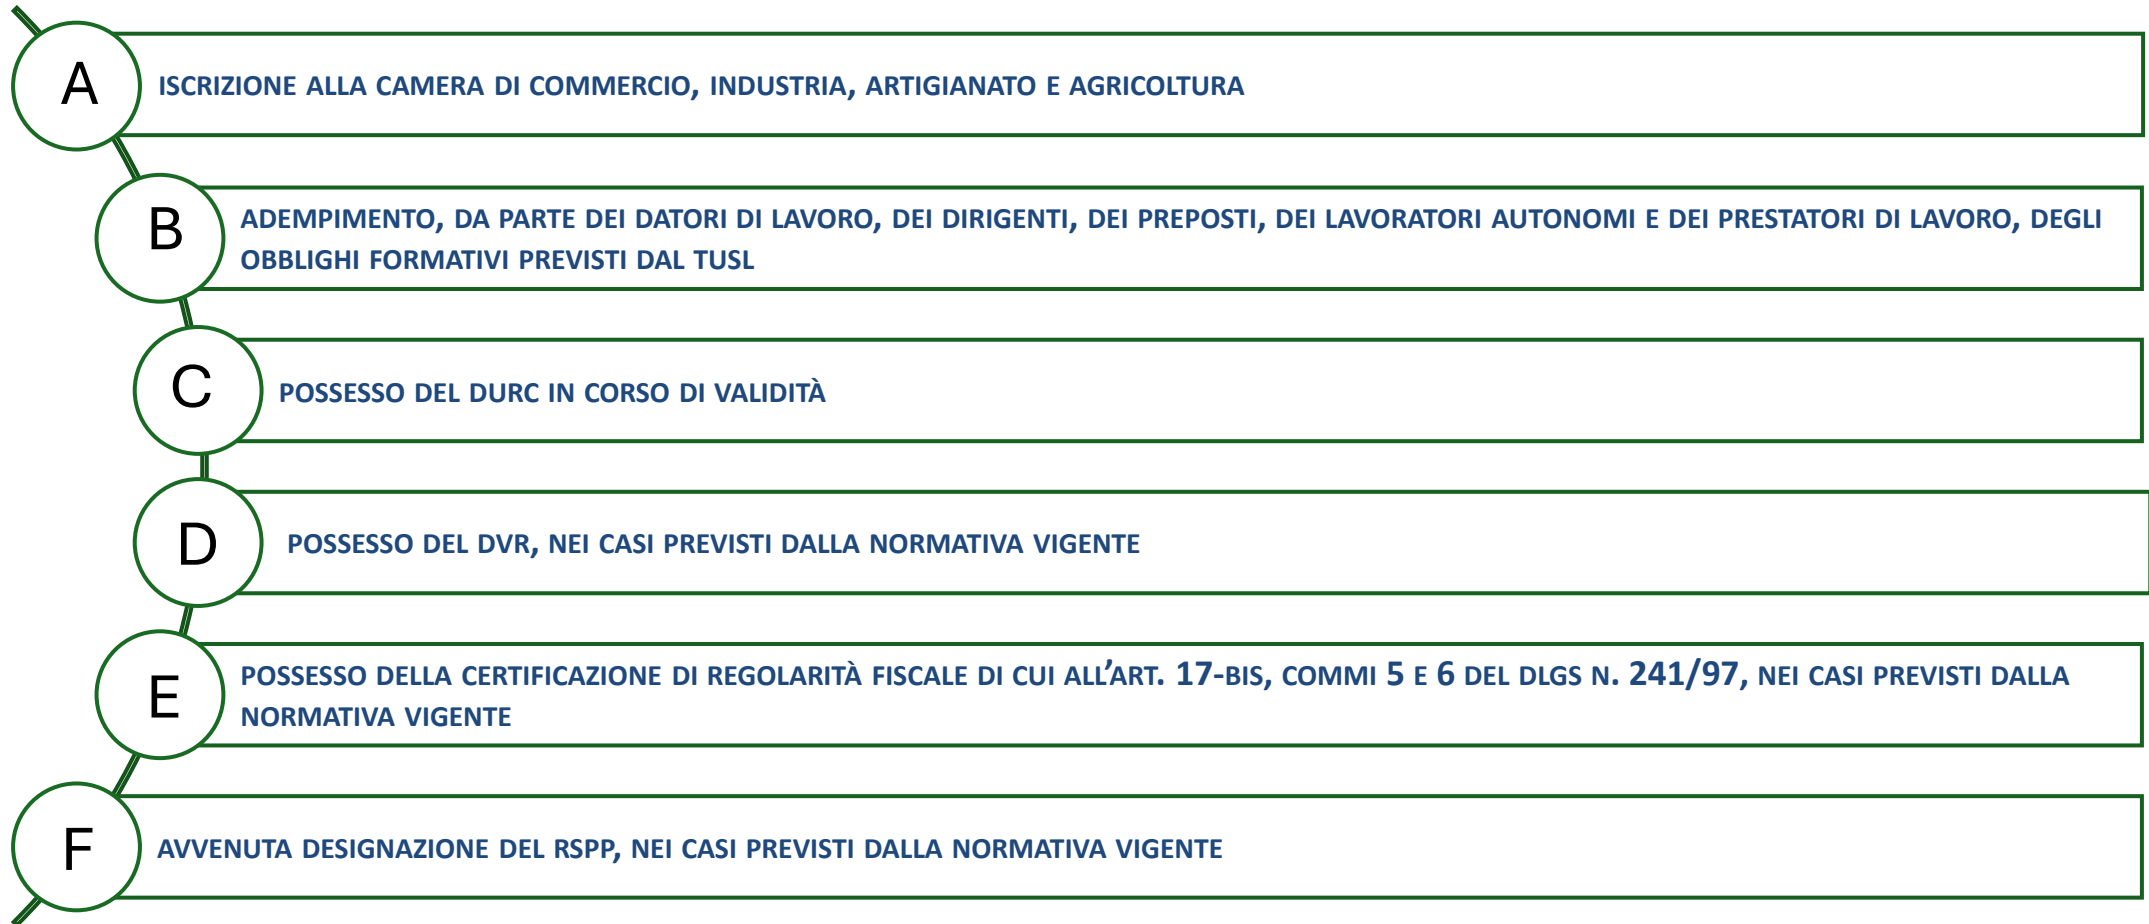 A
ISCRIZIONE ALLA CAMERA DI COMMERCIO, INDUSTRIA, ARTIGIANATO E AGRICOLTURA
B
ADEMPIMENTO, DA PARTE DEI DATORI DI LAVORO, DEI DIRIGENTI, DEI PREPOSTI, DEI LAVORATORI AUTONOMI E DEI PRESTATORI DI LAVORO, DEGLI
OBBLIGHI FORMATIVI PREVISTI DAL TUSL
C
POSSESSO DEL DURC IN CORSO DI VALIDITÀ
D
POSSESSO DEL DVR, NEI CASI PREVISTI DALLA NORMATIVA VIGENTE
E
POSSESSO DELLA CERTIFICAZIONE DI REGOLARITÀ FISCALE DI CUI ALL’ART. 17-BIS, COMMI 5 E 6 DEL DLGS N. 241/97, NEI CASI PREVISTI DALLA
NORMATIVA VIGENTE
F
AVVENUTA DESIGNAZIONE DEL RSPP, NEI CASI PREVISTI DALLA NORMATIVA VIGENTE